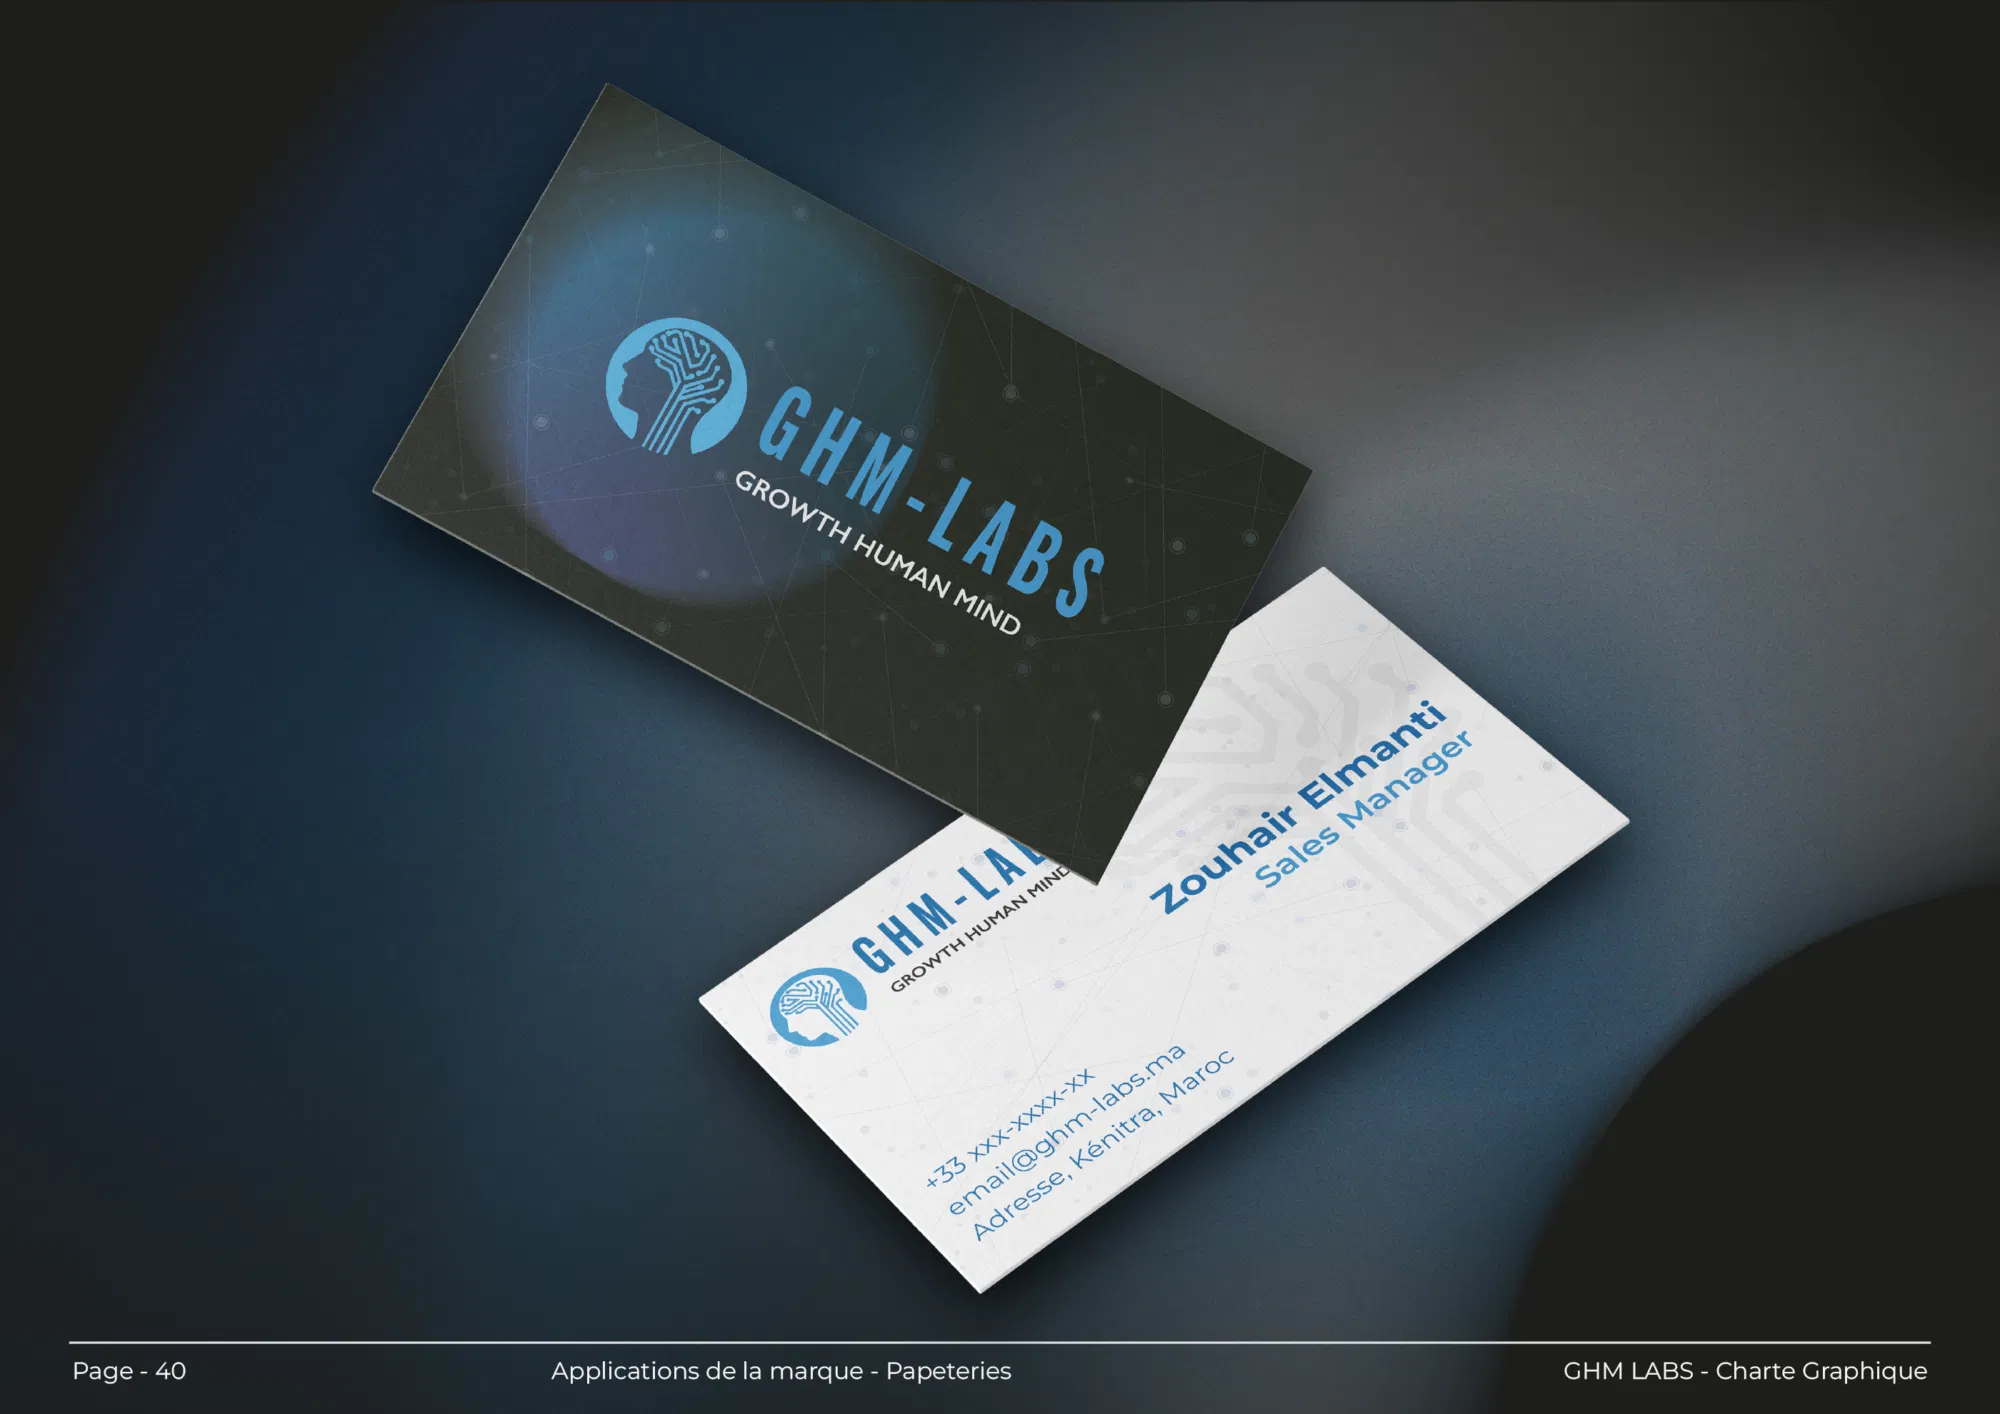 GHM-LABS
GROWTH HUMAN MIND
Zouhair Elmanti
Sales Manager
GHM-LAB
GROWTH HUMAN MIND
+33 xxx-xxxx-xx
email@ghm-labs.ma
Adresse, Kénitra, Maroc
Page - 40
Applications de la marque - Papeteries
GHM LABS - Charte Graphique